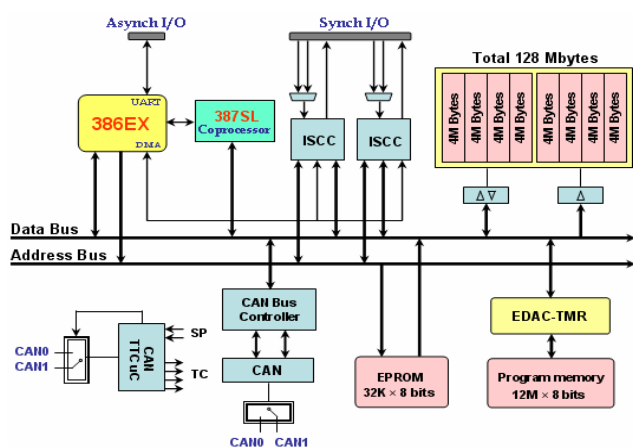 Asynch I/O
Synch I/O
Total 128 Mbytes
UART
386EX
DMA
387SL
Coprocessor
ISCC
ISCC
4M Bytes
4M Bytes
4M Bytes
4M Bytes
4M Bytes
4M Bytes
4M Bytes
4M Bytes
Δ ∇
Δ
Data Bus
Address Bus
CAN Bus
Controller
EDAC-TMR
CAN0
CAN1
CAN
TTCuC
SP
TC
CAN
EPROM
32K × 8 bits
Program memory
12M × 8 bits
CAN0 CAN1